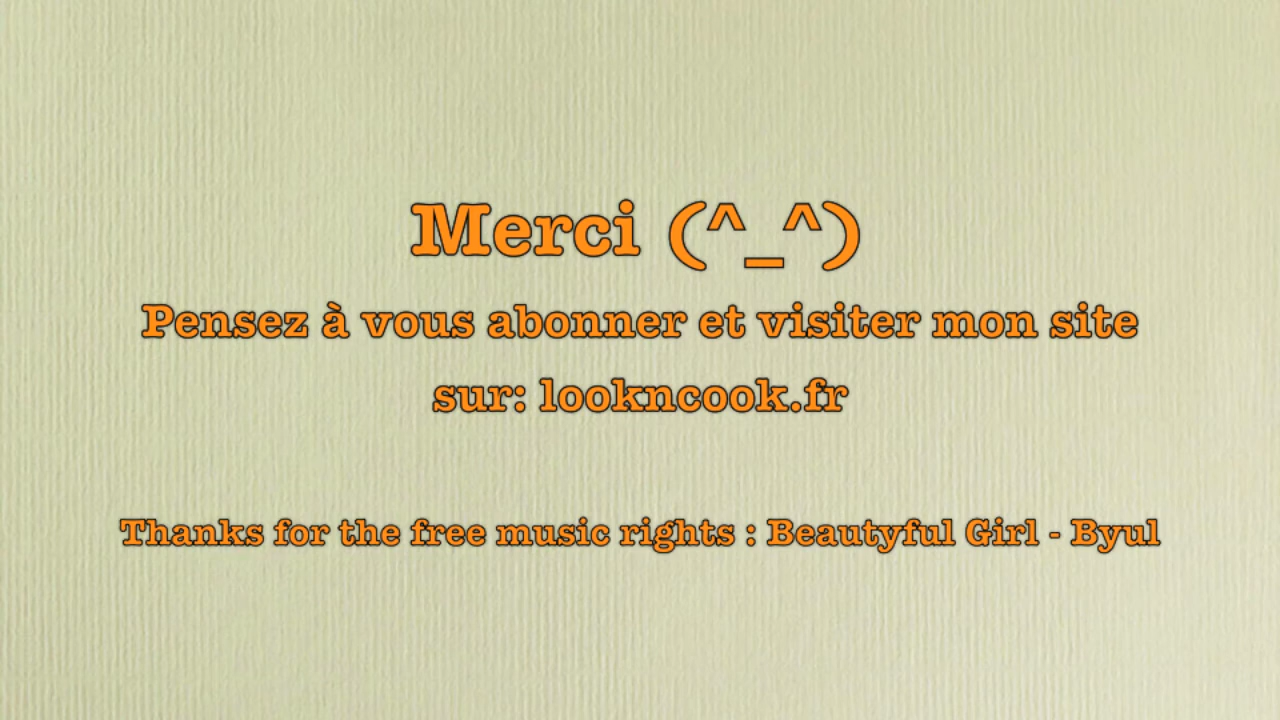 Merci (^_^)
Pensez à vous abonner et visiter mon site
sur: lookncook.fr
Thanks for the free music rights : Beautyful Girl - Byul